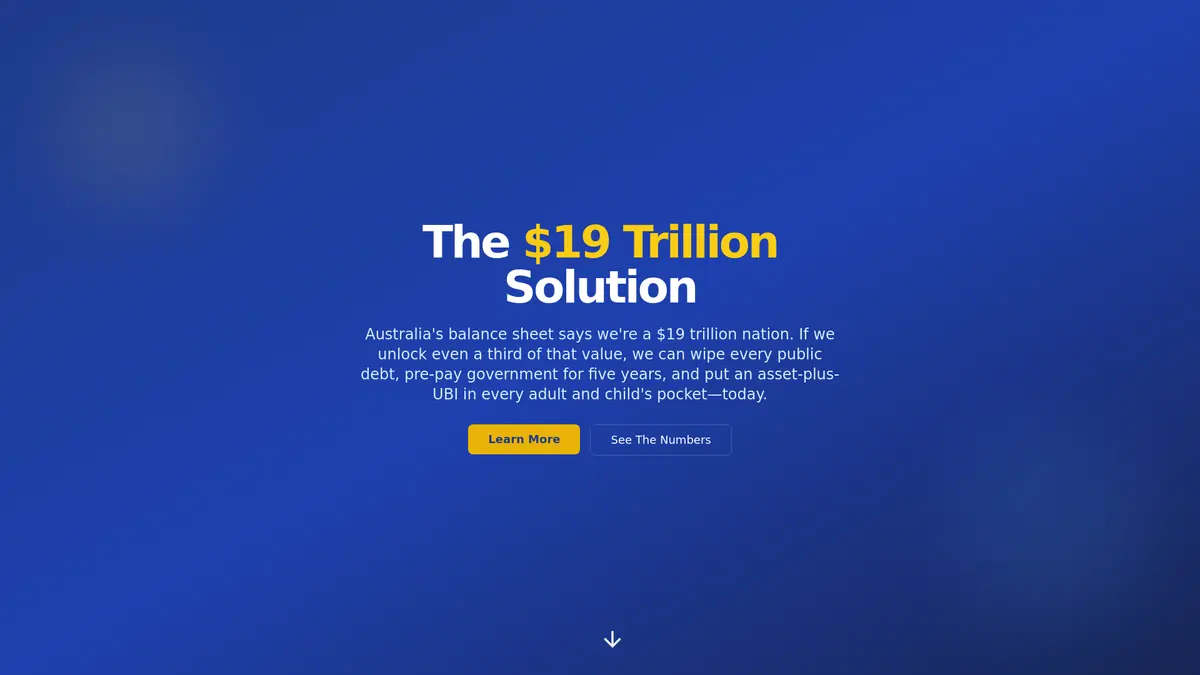 The $19 Trillion
Solution
Australia's balance sheet says we're a $19 trillion nation. If we
unlock even a third of that value, we can wipe every public
debt, pre-pay government for five years, and put an asset-plus-
UBI in every adult and child's pocket—today.
Learn More
See The Numbers